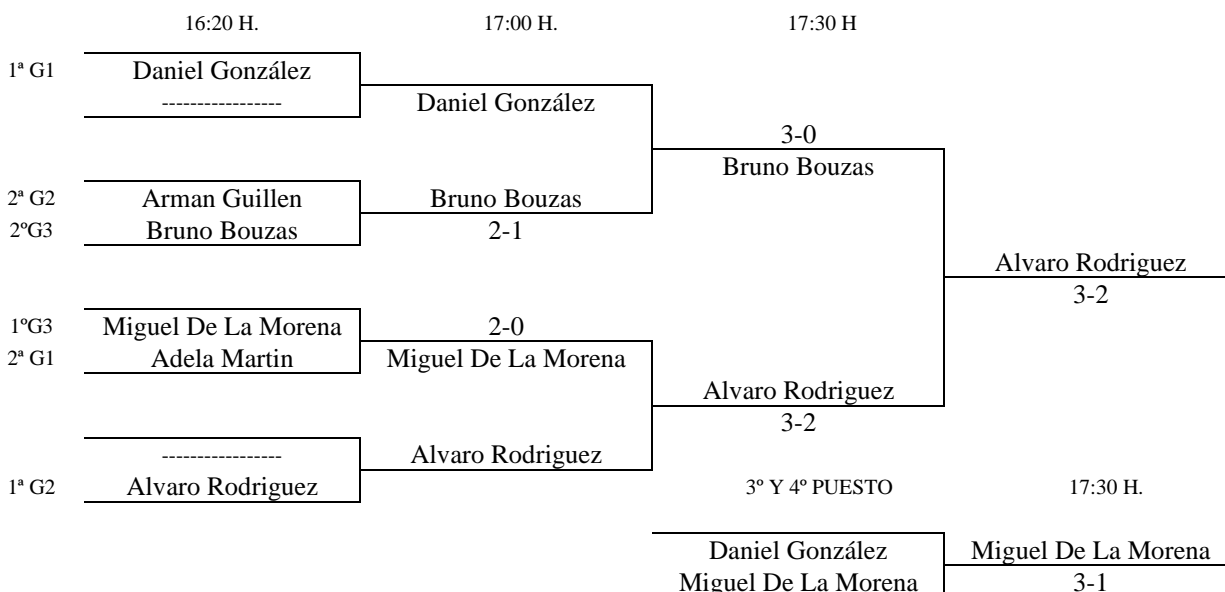 16:20 H. 17:00 H. 17:30 H
1ª G1 Daniel González
-----------------
Daniel González
3-0
Bruno Bouzas
2ª G2 Arman Guillen Bruno Bouzas
2ºG3 Bruno Bouzas 2-1
Alvaro Rodriguez
3-2
1ºG3 Miguel De La Morena 2-0
2ª G1 Adela Martin Miguel De La Morena
Alvaro Rodriguez
3-2
-----------------
Alvaro Rodriguez
1ª G2 Alvaro Rodriguez 3º Y 4º PUESTO 17:30 H.
Daniel González Miguel De La Morena
Miguel De La Morena 3-1